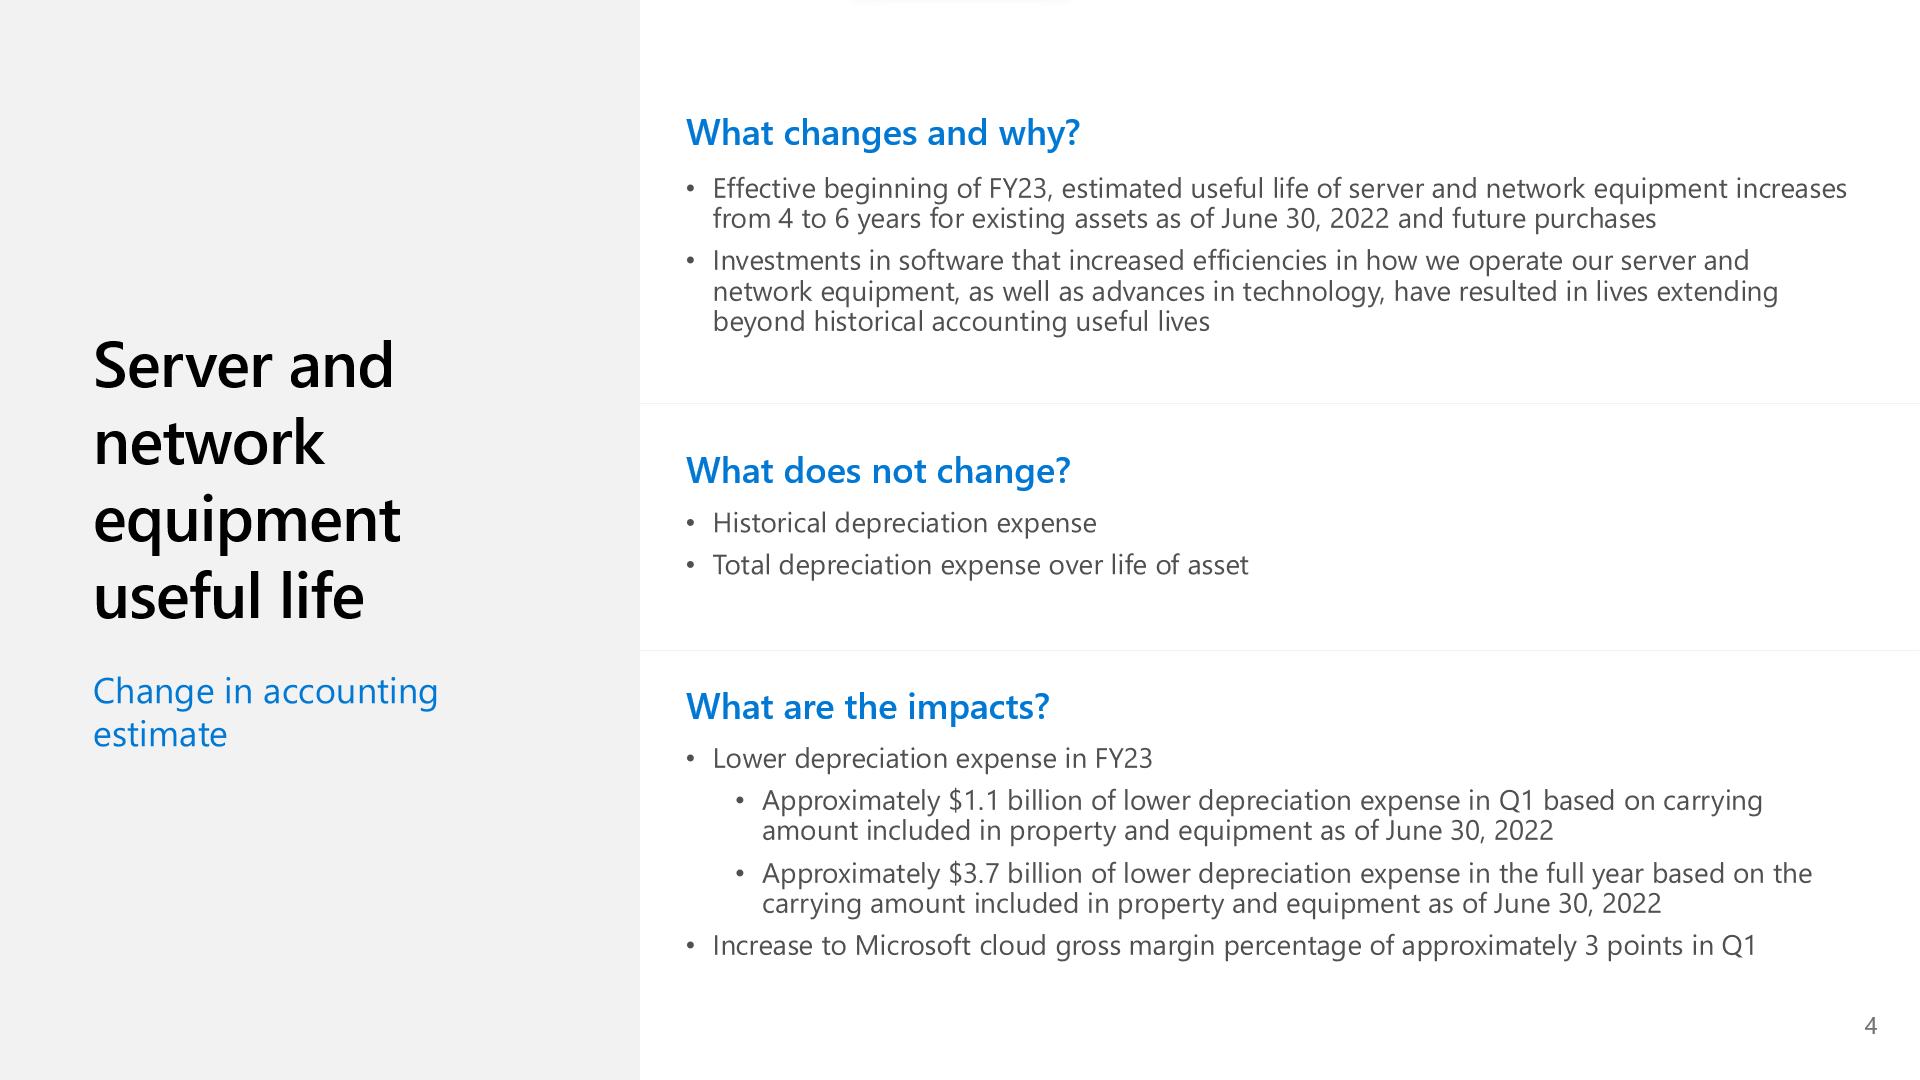 Server and
network
equipment
useful life
Change in accounting
estimate
What changes and why?
• Effective beginning of FY23, estimated useful life of server and network equipment increases
from 4 to 6 years for existing assets as of June 30, 2022 and future purchases
• Investments in software that increased efficiencies in how we operate our server and
network equipment, as well as advances in technology, have resulted in lives extending
beyond historical accounting useful lives
What does not change?
• Historical depreciation expense
• Total depreciation expense over life of asset
What are the impacts?
• Lower depreciation expense in FY23
• Approximately $1.1 billion of lower depreciation expense in Q1 based on carrying
amount included in property and equipment as of June 30, 2022
• Approximately $3.7 billion of lower depreciation expense in the full year based on the
carrying amount included in property and equipment as of June 30, 2022
• Increase to Microsoft cloud gross margin percentage of approximately 3 points in Q1
4